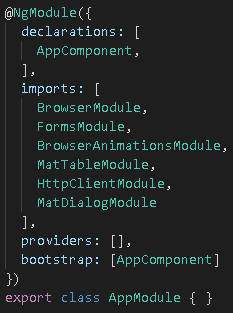 @NgModule({
  declarations: [
    AppComponent,
  ],
  imports: [
    BrowserModule,
    FormsModule,
    BrowserAnimationsModule,
    MatTableModule,
    HttpClientModule,
    MatDialogModule
  ],
  providers: [],
  bootstrap: [AppComponent]
})
export class AppModule { }